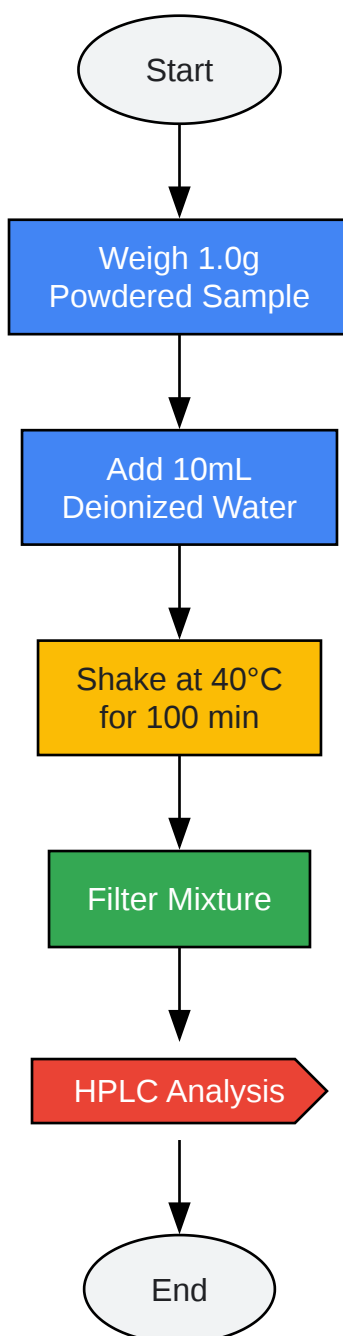 Start
Weigh 1.0g
Powdered Sample
Add 10mL
Deionized Water
Shake at 40°C
for 100 min
Filter Mixture
HPLC Analysis
End